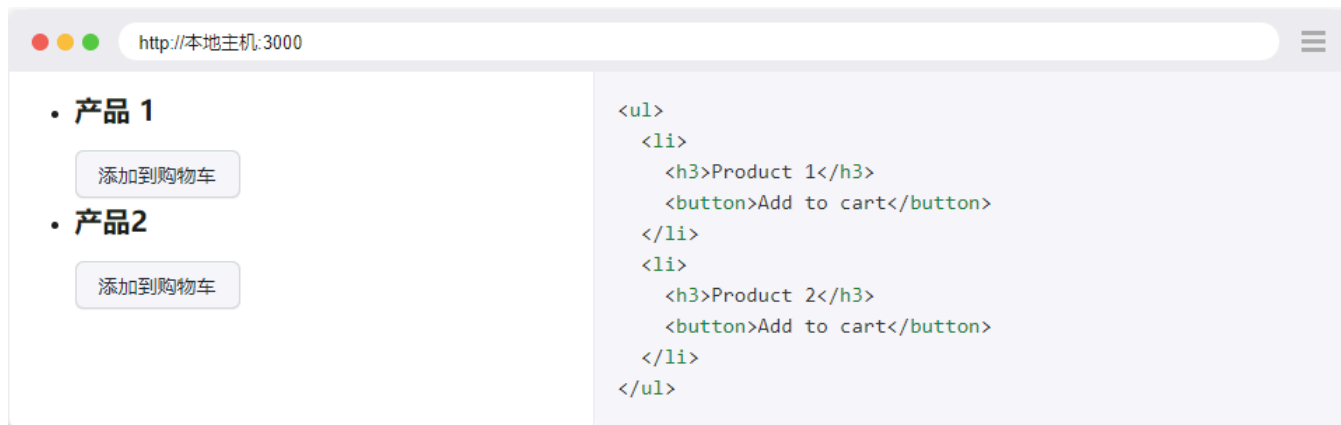 http://本地主机:3000
产品 1
添加到购物车
产品2
添加到购物车
<ul>
  <li>
    <h3>Product 1</h3>
    <button>Add to cart</button>
  </li>
  <li>
    <h3>Product 2</h3>
    <button>Add to cart</button>
  </li>
</ul>